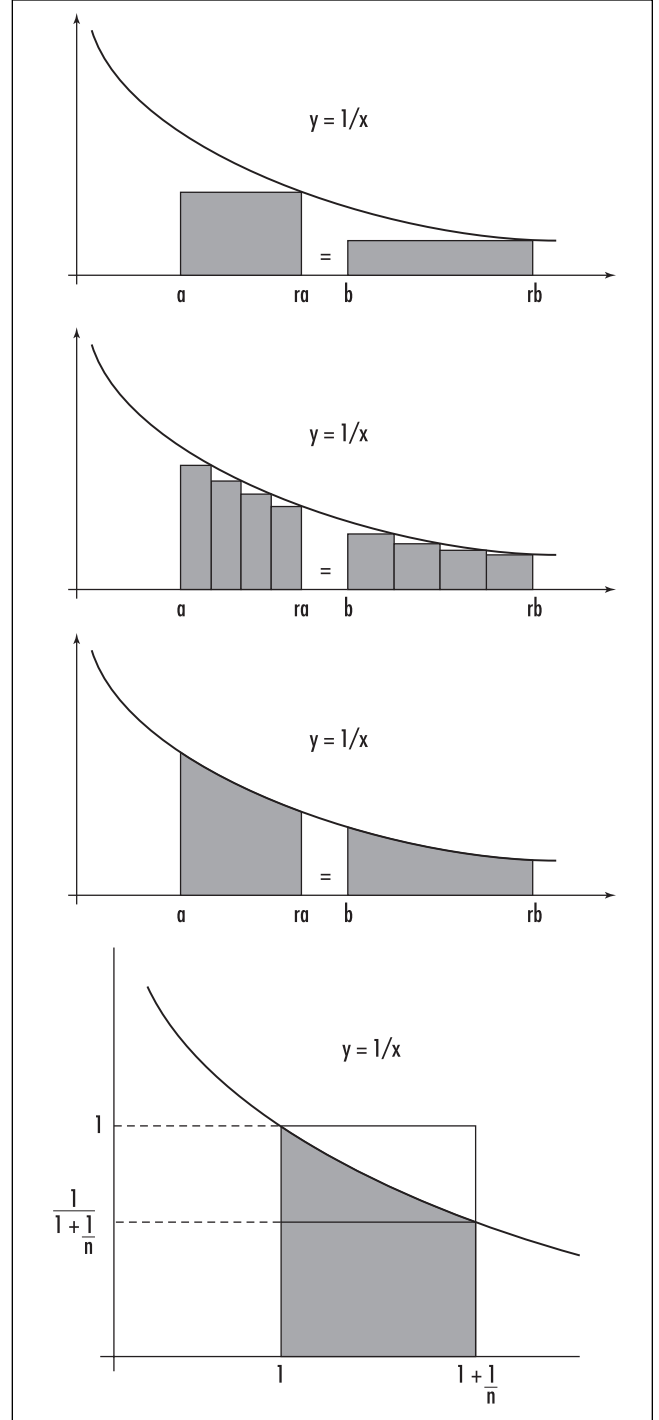 y = 1/x
=
a ra b rb
y = 1/x
=
a ra b rb
y = 1/x
=
a ra b rb
y = 1/x
1
1
1 + 1
n
1 1 + 1
n